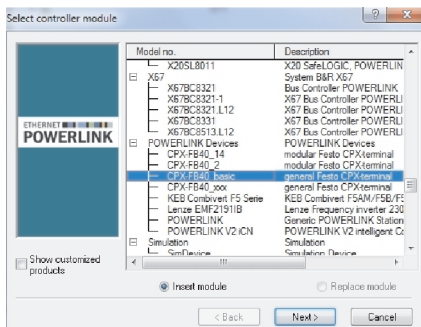 Select controller module
Model no. Description
X20SL8011 X20 SafeLOGIC, POWERLIN
X67 System B&R X67
X67BC8321 Bus Controller POWERLINK
X67BC8321-1 X67 Bus Controller POWERLI
X67BC8321.L12 X67 Bus Controller POWERLI
X67BC8331 X67 Bus Controller POWERLI
X67BC8513.L12 X67 Bus Controller POWERLI
POWERLINK Devices POWERLINK Devices
CPX-FB40_14 modular Festo CPX-terminal
CPX-FB40_2 modular Festo CPX-terminal
CPX-FB40_basic general Festo CPX-terminal
CPX-FB40_xxx general Festo CPX-terminal
KEB Combivert F5 Serie KEB Combivert F5AM/F5B/F5
Lenze EMF2191IB Lenze Frequency inverter 230
POWERLINK Generic POWERLINK Station
POWERLINK V2 iCN POWERLINK V2 intelligent Co
Simulation Simulation
SimDevice Simulation Device
ETHERNET
POWERLINK
Show customized
products
Insert module Replace module
< Back Next > Cancel